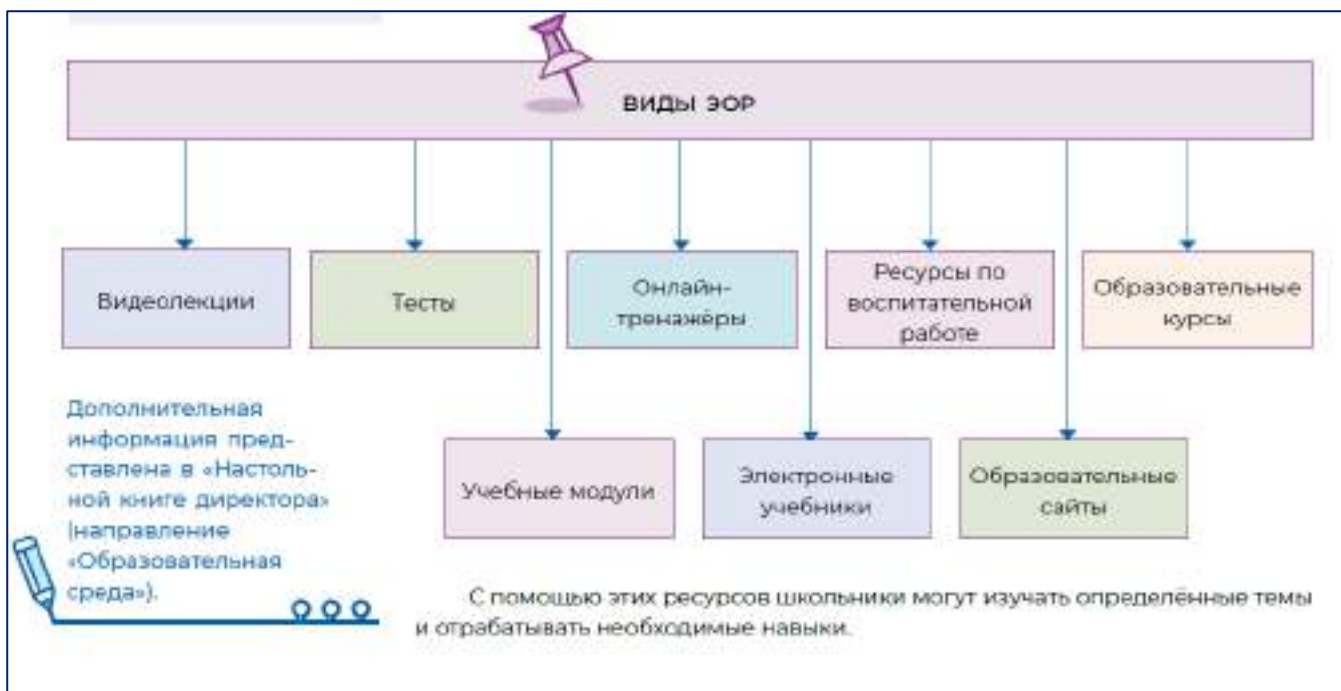 ВИДЫ ЭОР
Видеолекции
Тесты
Онлайн-
тренажёры
Ресурсы по
воспитательной
работе
Образовательные
курсы
Учебные модули
Электронные
учебники
Образовательные
сайты
Дополнительная
информация пред-
ставлена в «Настоль-
ной книге директора»
(направление
«Образовательная
среда»).
С помощью этих ресурсов школьники могут изучать определённые темы
и отрабатывать необходимые навыки.